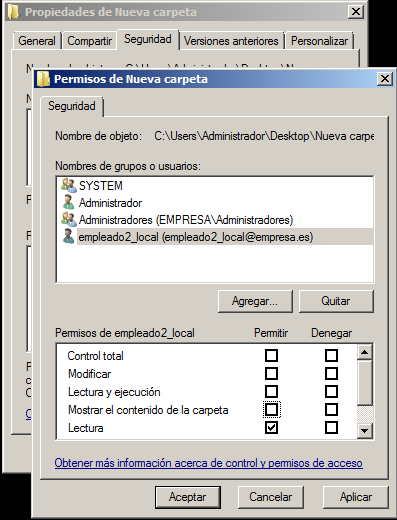 Propiedades de Nueva carpeta
General
Compartir
Seguridad
Versiones anteriores
Personalizar
Permisos de Nueva carpeta
Seguridad
Nombre de objeto: C:\Users\Administrador\Desktop\Nueva carpe
Nombres de grupos o usuarios:
SYSTEM
Administrador
Administradores (EMPRESA\Administradores)
empleado2_local (empleado2_local@empresa.es)
Agregar...
Quitar
Permisos de empleado2_local Permitir Denegar
Control total
Modificar
Lectura y ejecución
Mostrar el contenido de la carpeta
Lectura
Obtener más información acerca de control y permisos de acceso
Aceptar
Cancelar
Aplicar